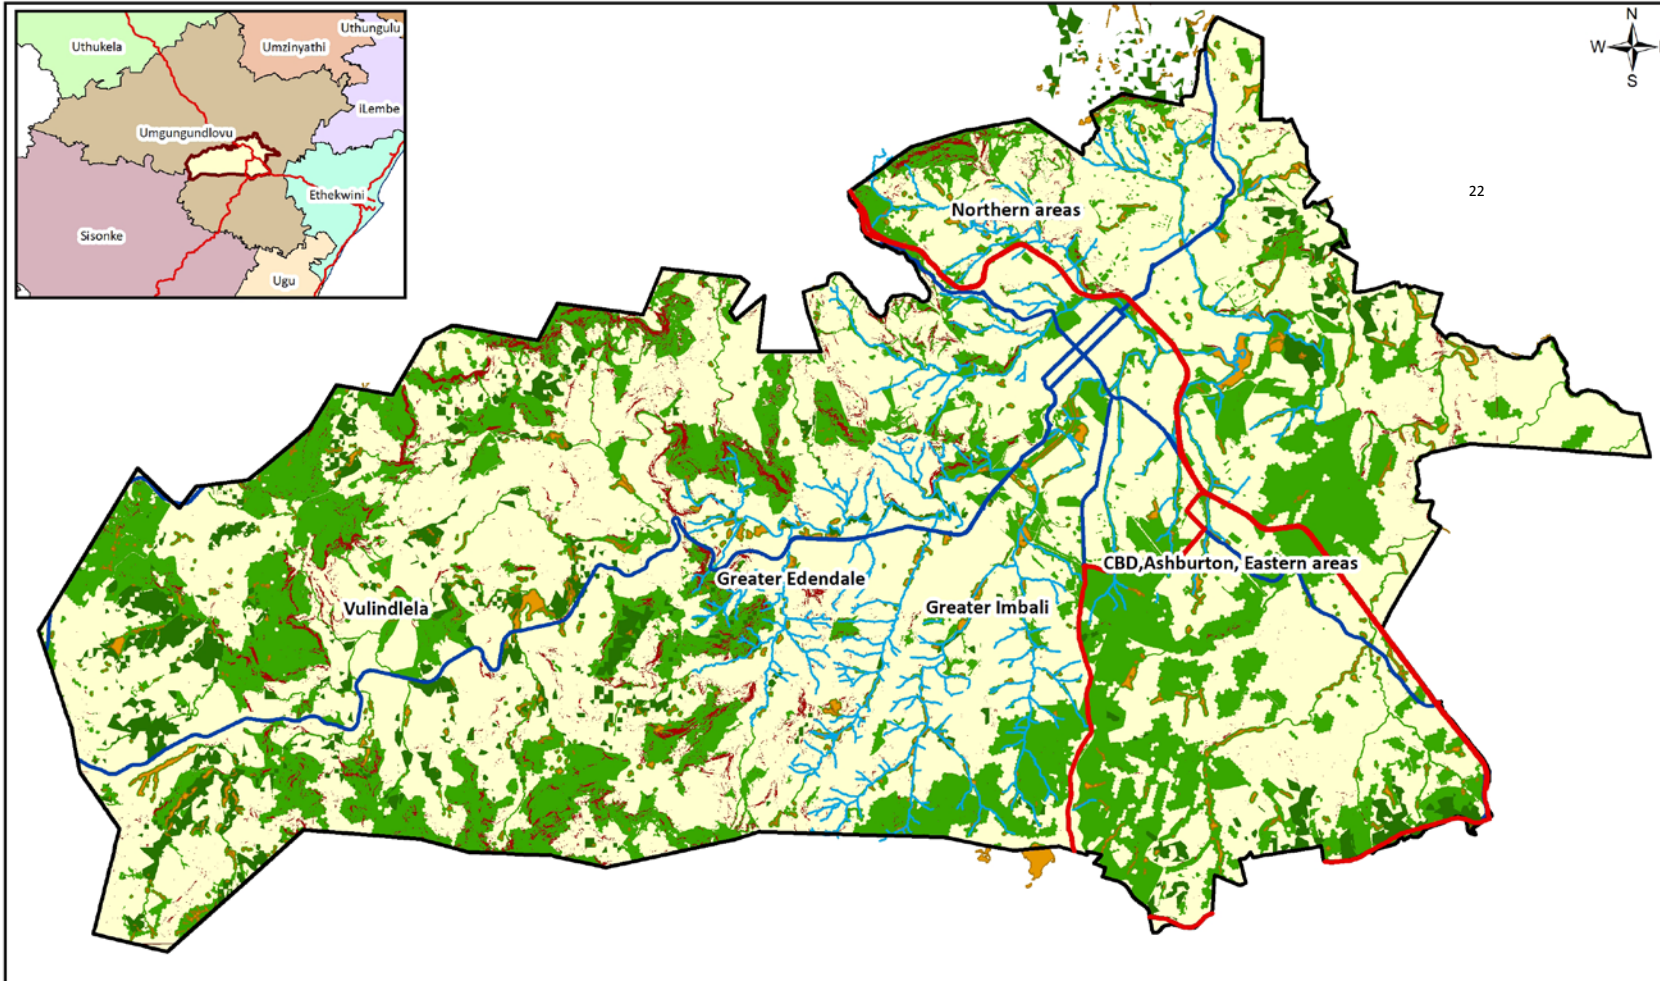 Uthukela
Umzinyathi
Uthungulu
iLembe
Umgungundlovu
Ethekwini
Sisonke
Ugu
N
W
S
22
Northern areas
CBD,Ashburton, Eastern areas
Greater Edendale
Greater Imbali
Vulindlela